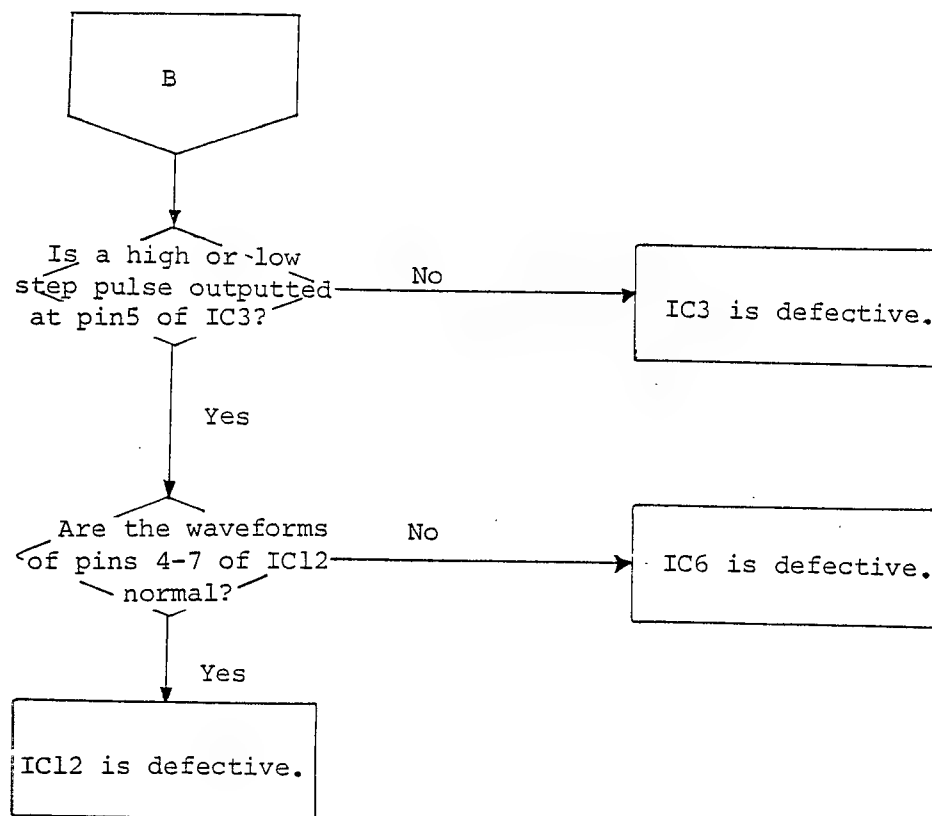 B
Is a high or low
step pulse outputted
at pin5 of IC3?
No
IC3 is defective.
Yes
Are the waveforms
of pins 4-7 of IC12
normal?
No
IC6 is defective.
Yes
IC12 is defective.